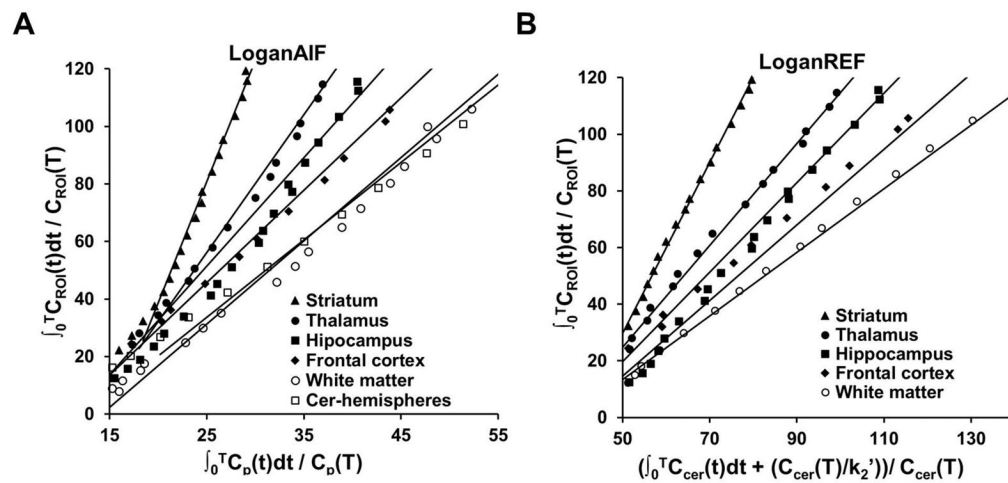 A
LoganAIF
∫₀ᵀC_ROI(t)dt / C_ROI(T)
120
100
80
60
40
20
0
Striatum
Thalamus
Hipocampus
Frontal cortex
White matter
Cer-hemispheres
15 25 35 45 55
∫₀ᵀC_p(t)dt / C_p(T)
B
LoganREF
∫₀ᵀC_ROI(t)dt / C_ROI(T)
120
100
80
60
40
20
0
Striatum
Thalamus
Hippocampus
Frontal cortex
White matter
50 70 90 110 130
(∫₀ᵀC_cer(t)dt + (C_cer(T)/k₂'))/ C_cer(T)